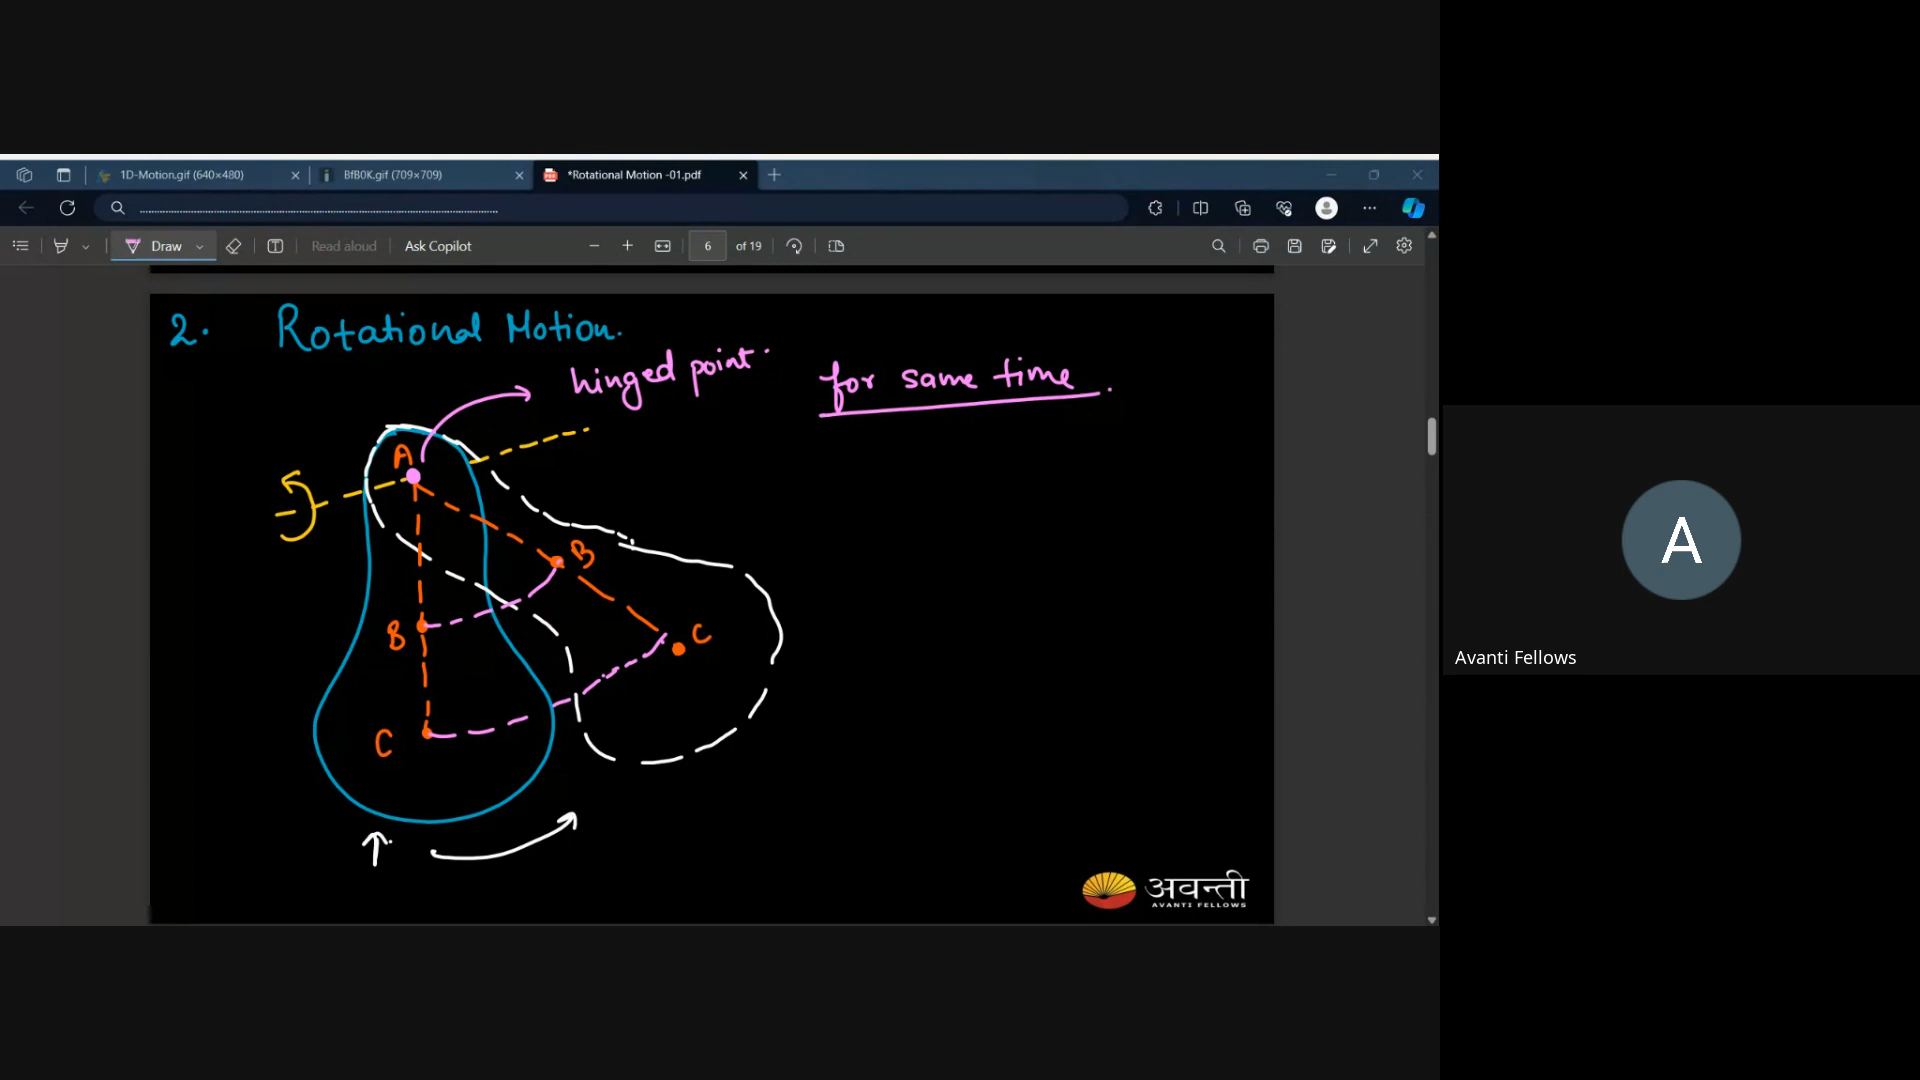 1D-Motion.gif (640×480)
BfB0K.gif (709×709)
*Rotational Motion -01.pdf
Draw
Read aloud
Ask Copilot
6
of 19
2. Rotational Motion.
hinged point.
for same time.
A
B
B
C
C
अवन्ती
AVANTI FELLOWS
A
Avanti Fellows